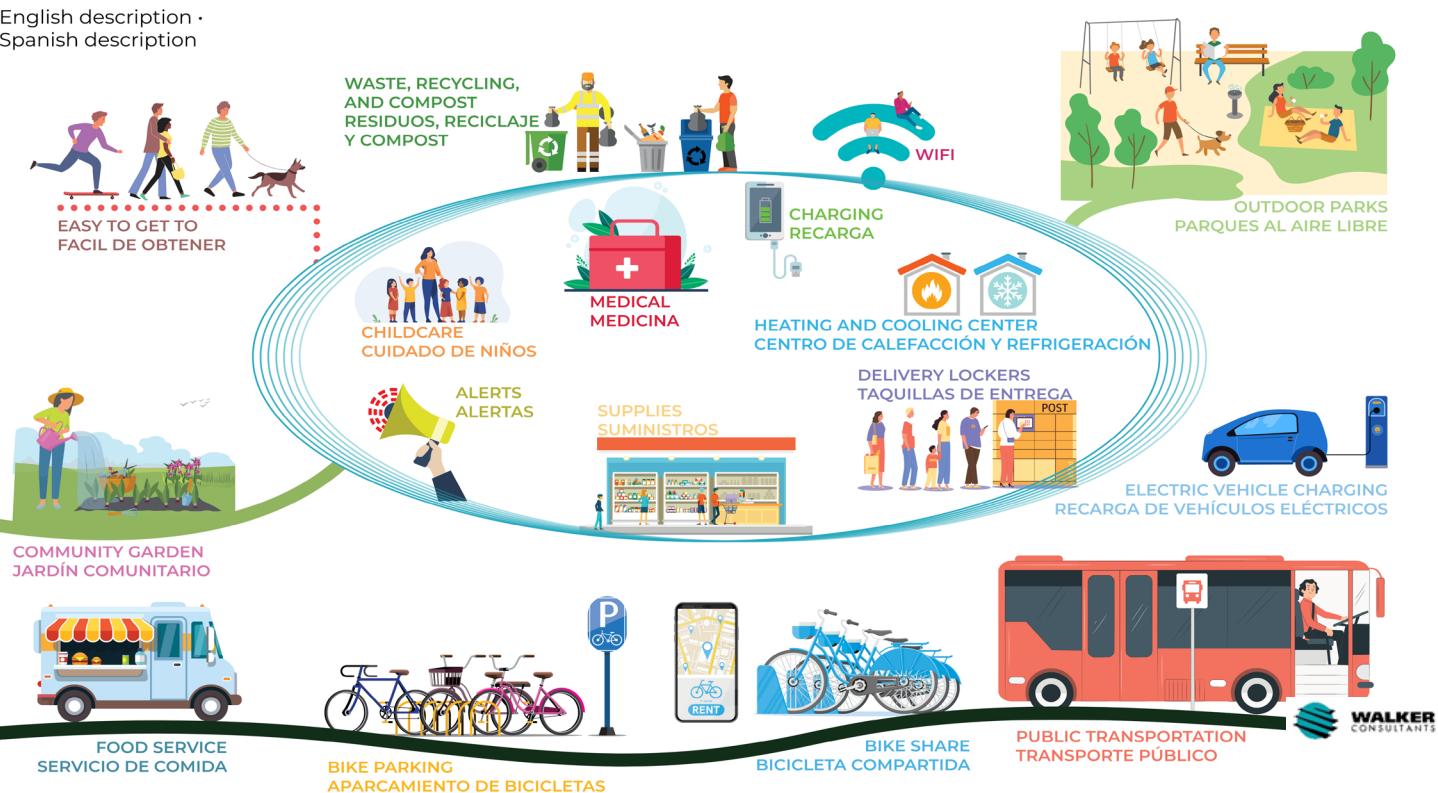 English description •
Spanish description
WASTE, RECYCLING,
AND COMPOST
RESIDUOS, RECICLAJE
Y COMPOST
WIFI
EASY TO GET TO
FACIL DE OBTENER
OUTDOOR PARKS
PARQUES AL AIRE LIBRE
CHARGING
RECARGA
MEDICAL
MEDICINA
CHILDCARE
CUIDADO DE NIÑOS
HEATING AND COOLING CENTER
CENTRO DE CALEFACCIÓN Y REFRIGERACIÓN
ALERTS
ALERTAS
SUPPLIES
SUMINISTROS
DELIVERY LOCKERS
TAQUILLAS DE ENTREGA
POST
ELECTRIC VEHICLE CHARGING
RECARGA DE VEHÍCULOS ELÉCTRICOS
COMMUNITY GARDEN
JARDÍN COMUNITARIO
P
RENT
FOOD SERVICE
SERVICIO DE COMIDA
BIKE PARKING
APARCAMIENTO DE BICICLETAS
BIKE SHARE
BICICLETA COMPARTIDA
PUBLIC TRANSPORTATION
TRANSPORTE PÚBLICO
WALKER
CONSULTANTS